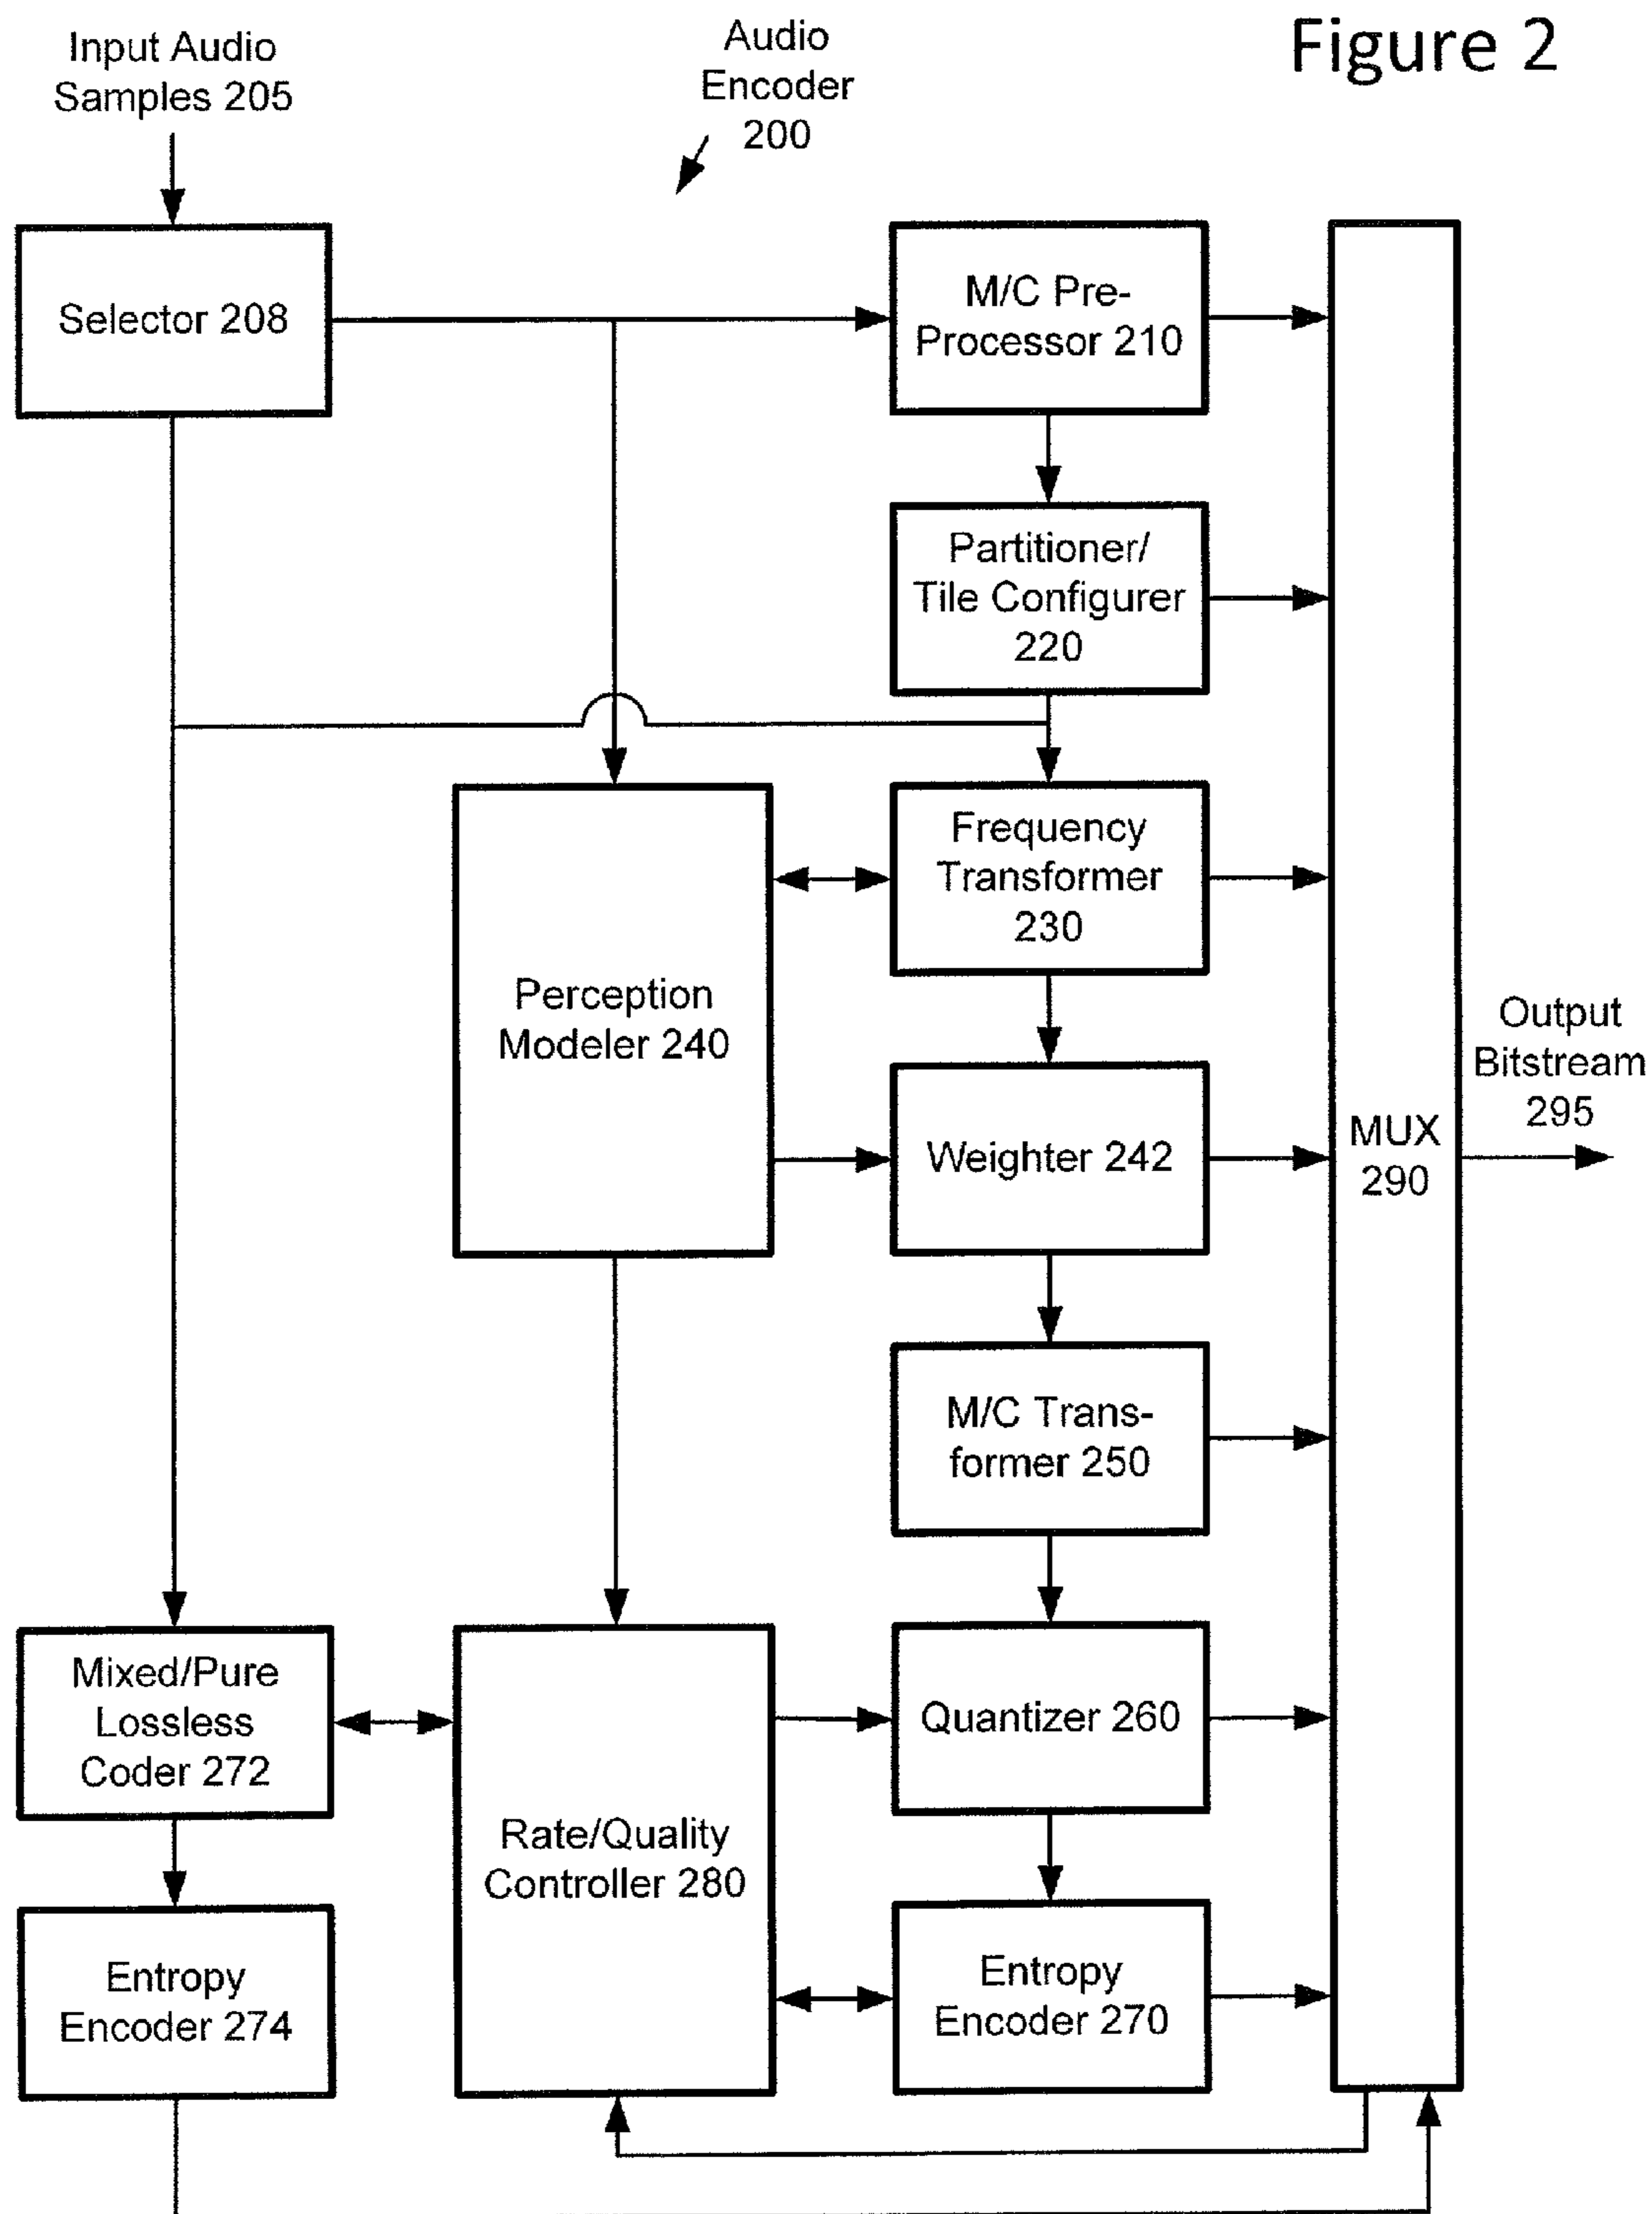 Figure 2
Input Audio
Samples 205
Audio
Encoder
200
Selector 208
M/C Pre-
Processor 210
Partitioner/
Tile Configurer
220
Frequency
Transformer
230
Perception
Modeler 240
Weighter 242
MUX
290
Output
Bitstream
295
M/C Trans-
former 250
Mixed/Pure
Lossless
Coder 272
Rate/Quality
Controller 280
Quantizer 260
Entropy
Encoder 274
Entropy
Encoder 270